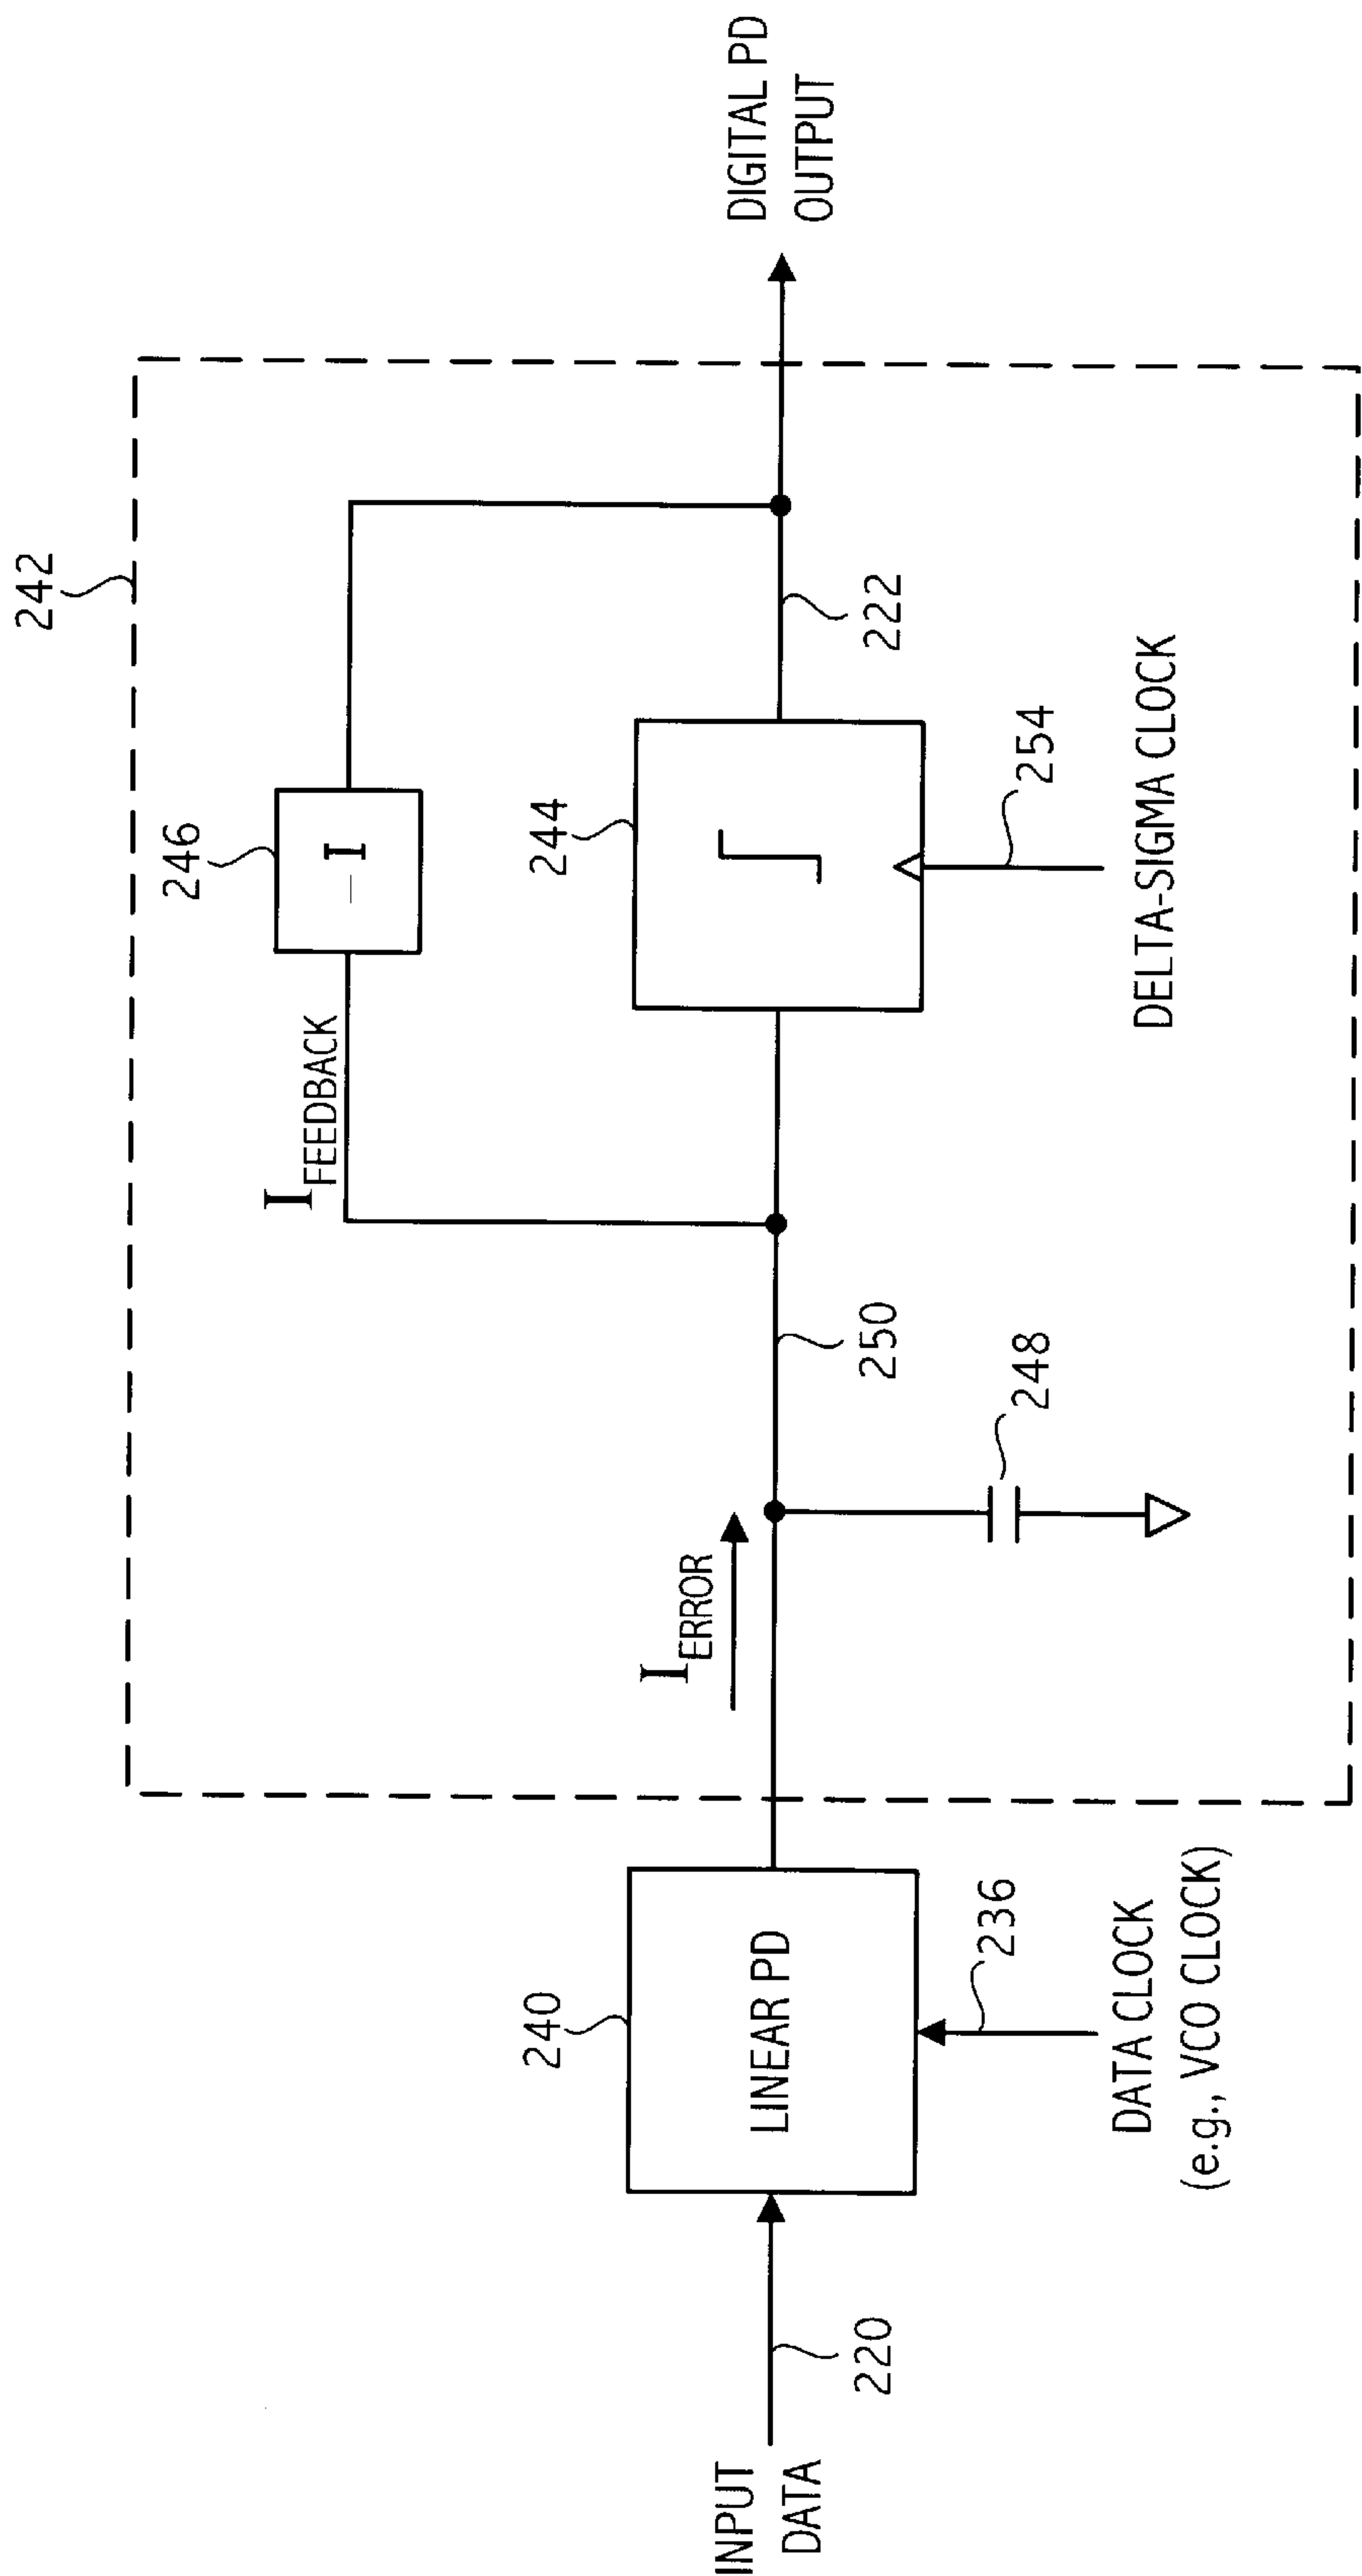 242
246
– I
I FEEDBACK
244
222
DIGITAL PD
OUTPUT
254
DELTA-SIGMA CLOCK
I ERROR
250
248
240
LINEAR PD
236
DATA CLOCK
(e.g., VCO CLOCK)
INPUT
DATA
220